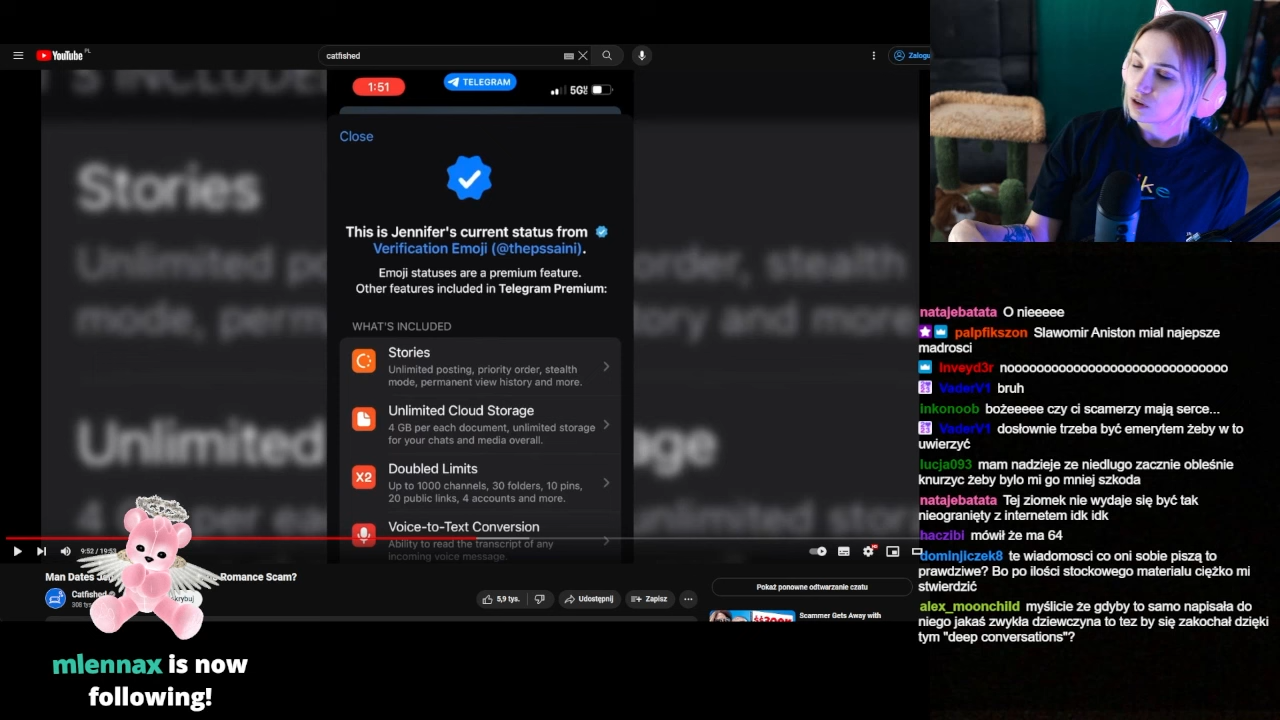 YouTube PL
catfished
Zalogu
1:51
TELEGRAM
5G
Close
This is Jennifer's current status from
Verification Emoji (@thepssaini).
Emoji statuses are a premium feature.
Other features included in Telegram Premium:
WHAT'S INCLUDED
Stories
Unlimited posting, priority order, stealth
mode, permanent view history and more.
Unlimited Cloud Storage
4 GB per each document, unlimited storage
for your chats and media overall.
X2
Doubled Limits
Up to 1000 channels, 30 folders, 10 pins,
20 public links, 4 accounts and more.
Voice-to-Text Conversion
Ability to read the transcript of any
incoming voice message.
Stories
Unlimited
9:52 / 19:53
Man Dates Je
Romance Scam?
Catfished
308 tys.
krybuj
5,9 tys.
Udostępnij
Zapisz
Pokaż ponowne odtwarzanie czatu
Scammer Gets Away with
mlennax is now
following!
natajebatata O nieeeee
palpfikszon Slawomir Aniston mial najepsze
madrosci
Inveyd3r noooooooooooooooooooooooooooooo
VaderV1 bruh
inkonoob bożeeeee czy ci scamerzy mają serce...
VaderV1 dosłownie trzeba być emerytem żeby w to
uwierzyć
lucja093 mam nadzieje ze niedlugo zacznie obleśnie
knurzyc żeby bylo mi go mniej szkoda
natajebatata Tej ziomek nie wydaje się być tak
nieogranięty z internetem idk idk
haczibi mówił że ma 64
dominjiczek8 te wiadomosci co oni sobie piszą to
prawdziwe? Bo po ilości stockowego materialu ciężko mi
stwierdzić
alex_moonchild myślicie że gdyby to samo napisała do
niego jakaś zwykła dziewczyna to tez by się zakochał dzięki
tym "deep conversations"?